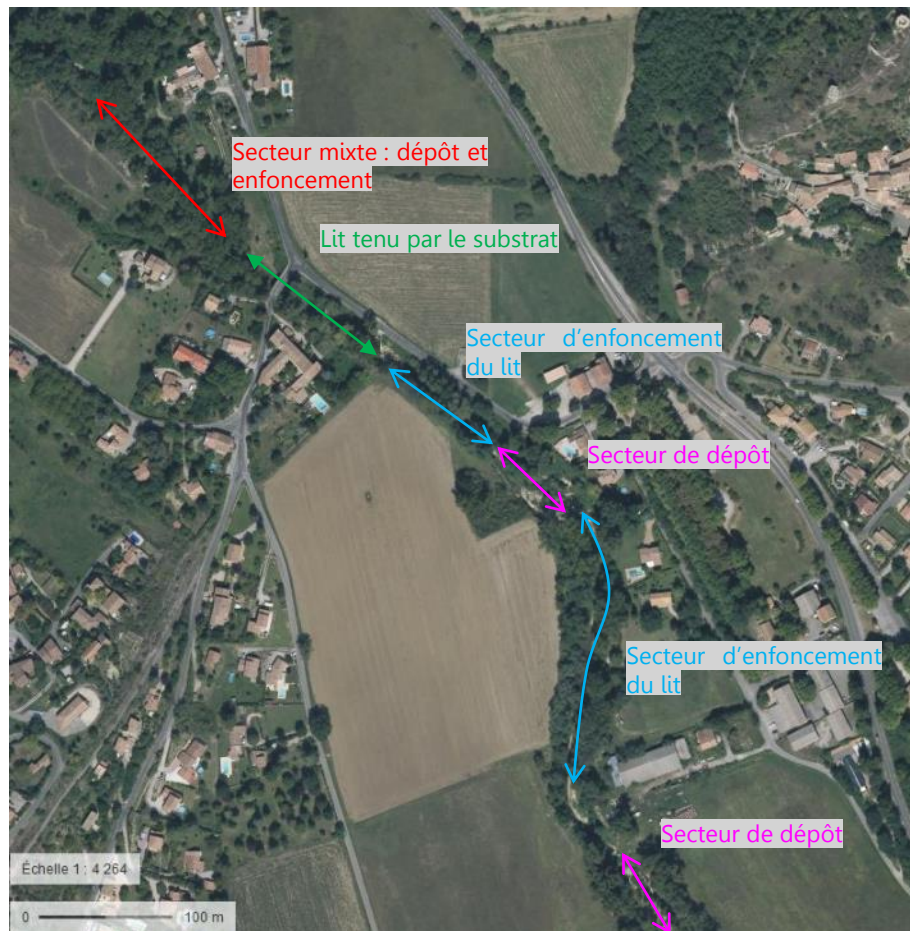 Secteur mixte : dépôt et
enfoncement
Lit tenu par le substrat
Secteur d'enfoncement
du lit
Secteur de dépôt
Secteur d'enfoncement
du lit
Secteur de dépôt
Échelle 1 : 4 264
0 100 m